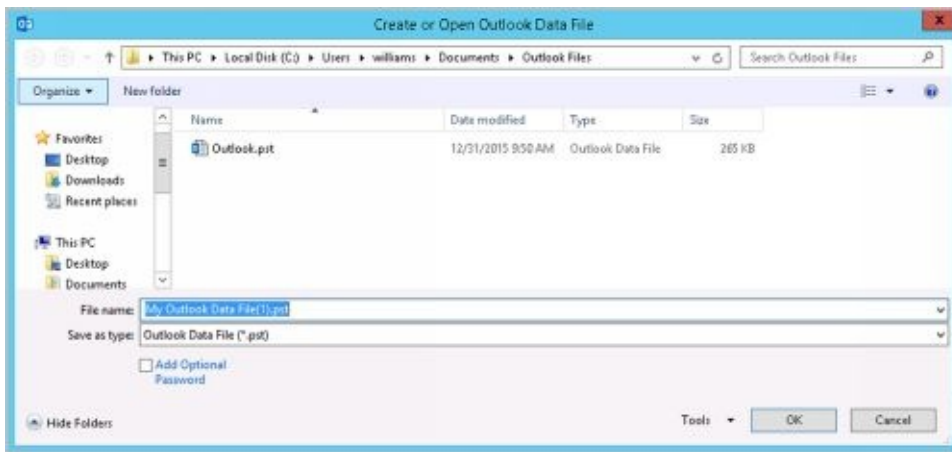 Create or Open Outlook Data File
This PC Local Disk (C:) Users williams Documents Outlook Files Search Outlook Files
Organize New folder
Name Date modified Type Size
Favorites
Outlook.pst 12/31/2015 9:50 AM Outlook Data File 265 KB
Desktop
Downloads
Recent places
This PC
Desktop
Documents
File name: My Outlook Data File(1).pst
Save as type: Outlook Data File (*.pst)
Add Optional
Password
Hide Folders Tools OK Cancel